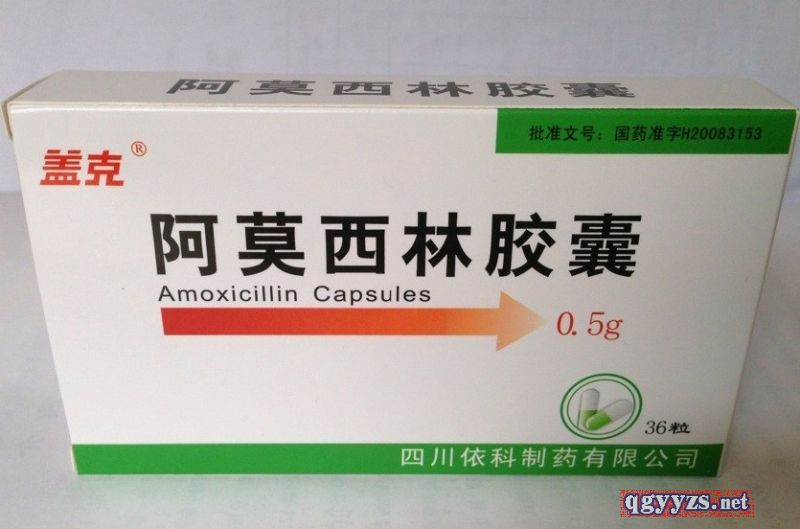 阿莫西林胶囊
批准文号：国药准字H20083153
盖克®
阿莫西林胶囊
Amoxicillin Capsules
0.5g
36粒
四川依科制药有限公司
qgyyzs.net